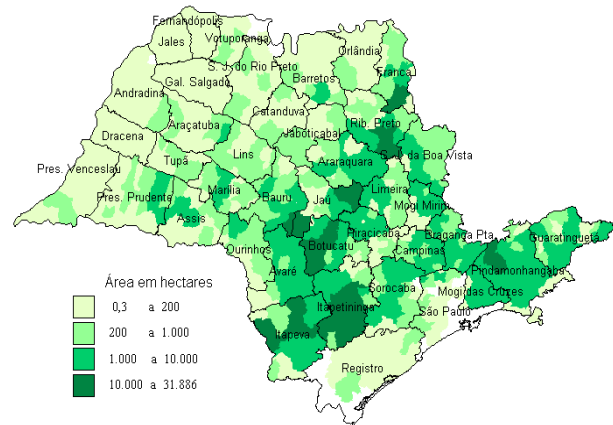 Fernandópolis
Jales
Votuporanga
Orlândia
S. J. do Rio Preto
Barretos
Franca
Gal. Salgado
Andradina
Catanduva
Araçatuba
Jaboticabal
Rib. Preto
Dracena
Tupã
Lins
Araraquara
S. J. da Boa Vista
Pres. Venceslau
Pres. Prudente
Marília
Bauru
Jaú
Limeira
Mogi Mirim
Assis
Piracicaba
Bragança Pta.
Guaratinguetá
Ourinhos
Botucatu
Campinas
Avaré
Pindamonhangaba
Sorocaba
Mogi das Cruzes
Itapetininga
São Paulo
Itapeva
Registro
Área em hectares
0,3 a 200
200 a 1.000
1.000 a 10.000
10.000 a 31.886